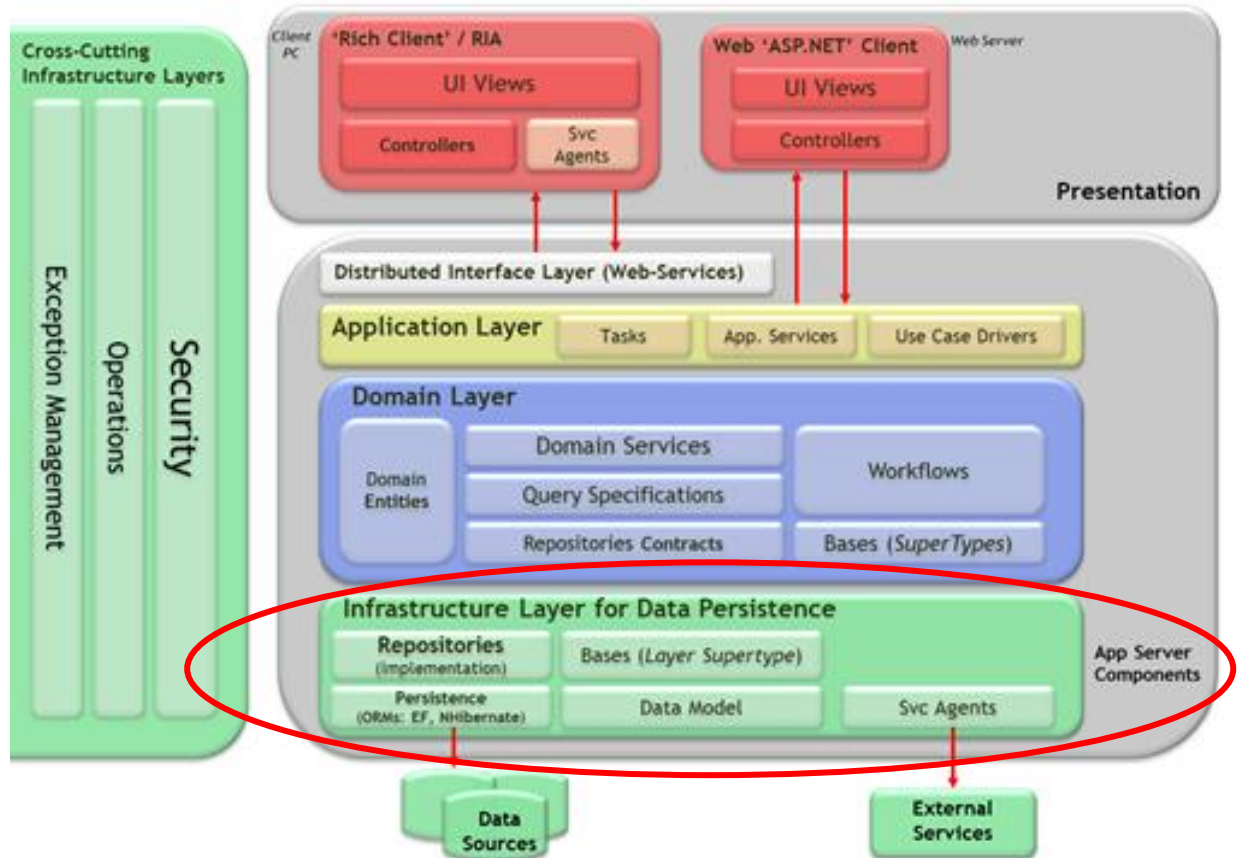 Cross-Cutting
Infrastructure Layers
Exception Management
Operations
Security
Client
PC
'Rich Client' / RIA
UI Views
Controllers
Svc
Agents
Web 'ASP.NET' Client
Web Server
UI Views
Controllers
Presentation
Distributed Interface Layer (Web-Services)
Application Layer
Tasks
App. Services
Use Case Drivers
Domain Layer
Domain
Entities
Domain Services
Query Specifications
Repositories Contracts
Workflows
Bases (SuperTypes)
Infrastructure Layer for Data Persistence
Repositories
(Implementation)
Bases (Layer Supertype)
Persistence
(ORMs: EF, NHibernate)
Data Model
Svc Agents
App Server
Components
Data
Sources
External
Services